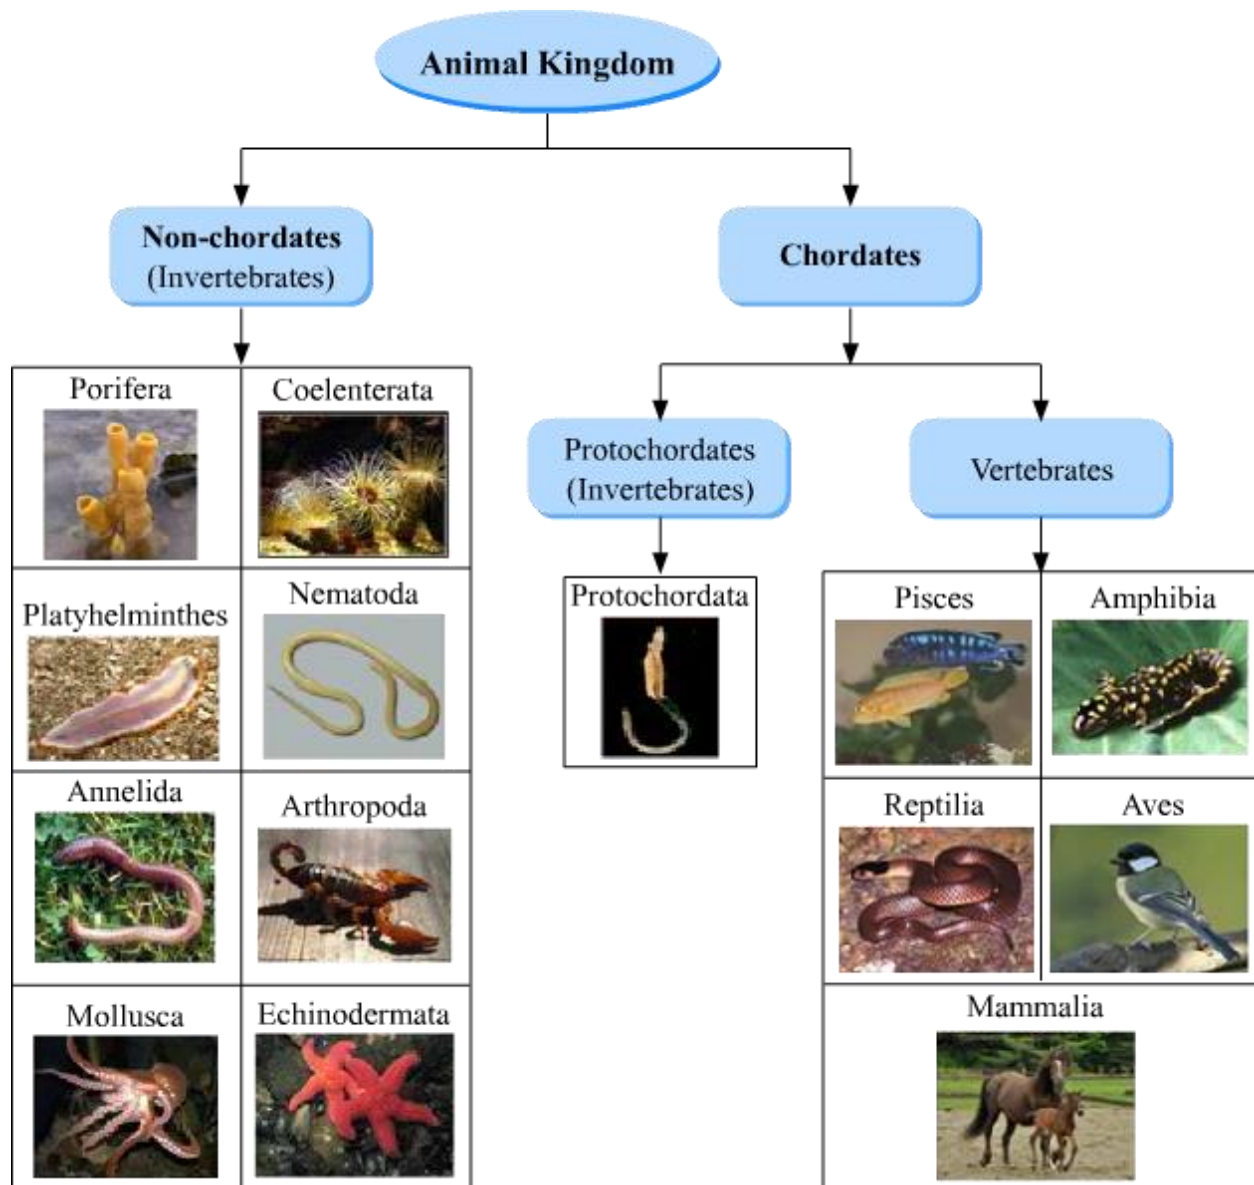 Animal Kingdom
Non-chordates
(Invertebrates)
Chordates
Porifera
Coelenterata
Platyhelminthes
Nematoda
Annelida
Arthropoda
Mollusca
Echinodermata
Protochordates
(Invertebrates)
Protochordata
Vertebrates
Pisces
Amphibia
Reptilia
Aves
Mammalia